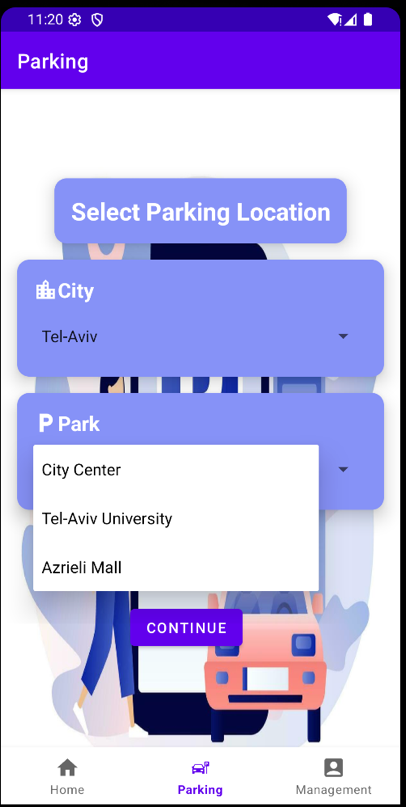 11:20
Parking
Select Parking Location
City
Tel-Aviv
Park
City Center
Tel-Aviv University
Azrieli Mall
CONTINUE
Home
Parking
Management